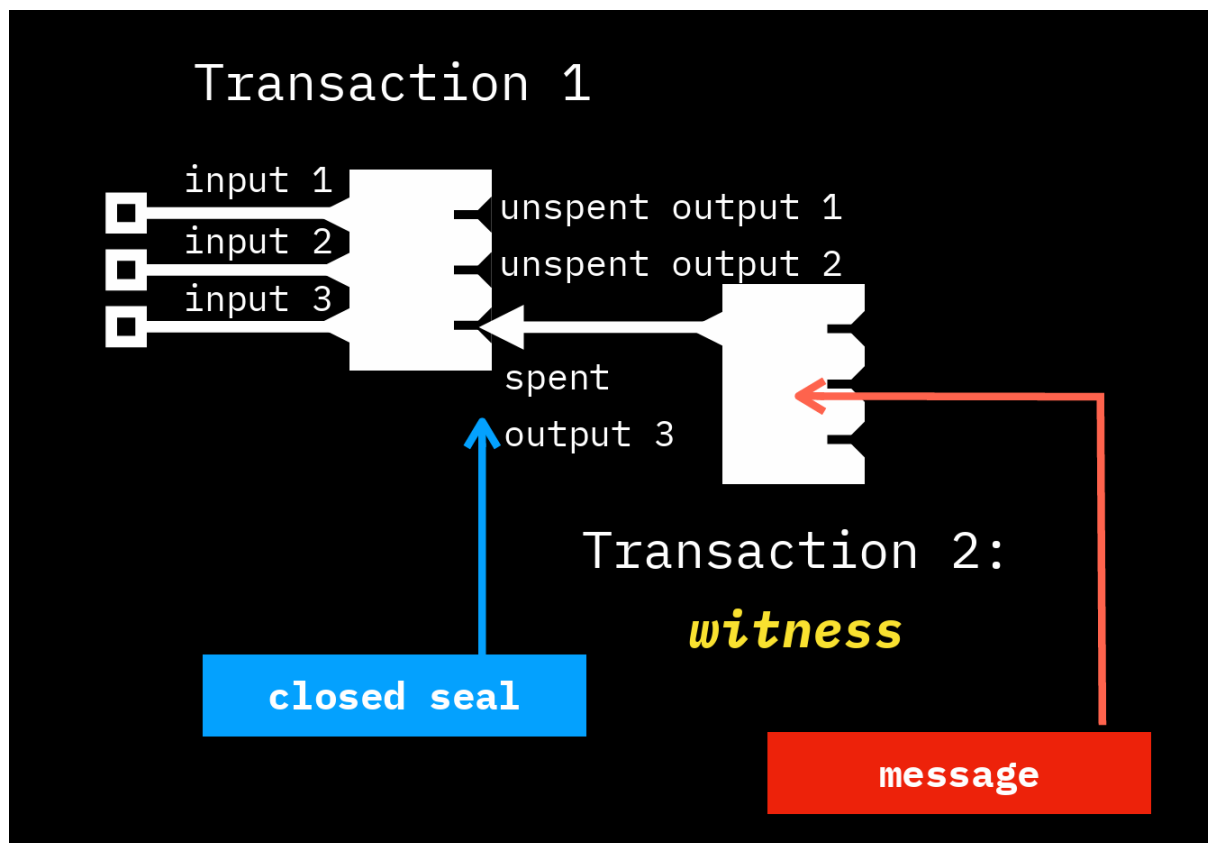 Transaction 1
input 1
input 2
input 3
unspent output 1
unspent output 2
spent
output 3
Transaction 2:
witness
closed seal
message